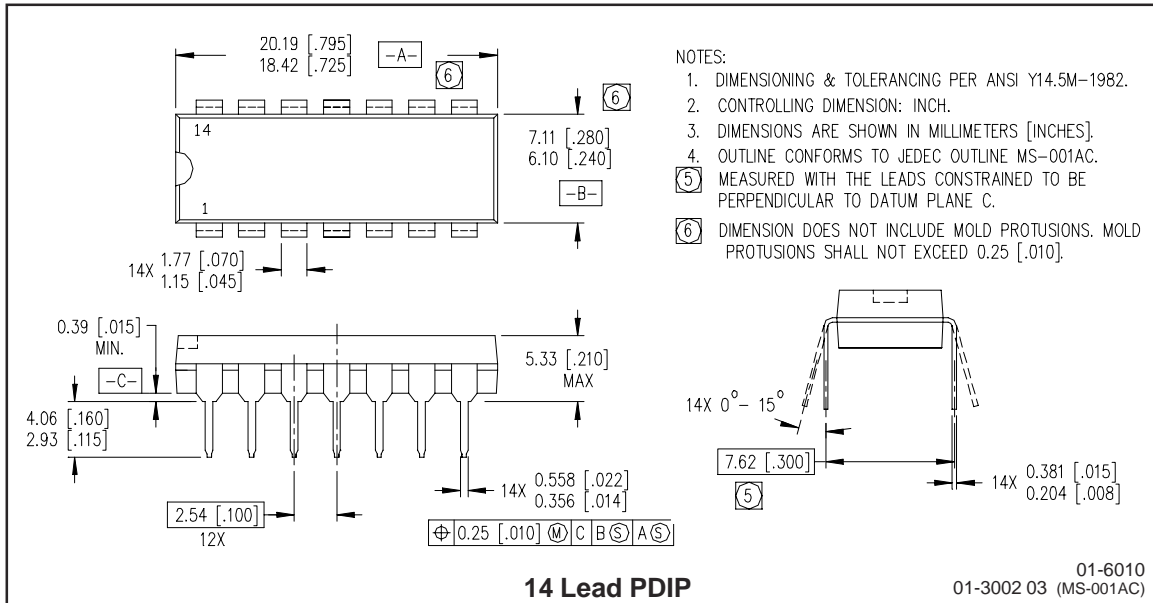 20.19 [.795]
18.42 [.725]
-A-
6
14
1
6
7.11 [.280]
6.10 [.240]
-B-
14X 1.77 [.070]
1.15 [.045]
NOTES:
1. DIMENSIONING & TOLERANCING PER ANSI Y14.5M-1982.
2. CONTROLLING DIMENSION: INCH.
3. DIMENSIONS ARE SHOWN IN MILLIMETERS [INCHES].
4. OUTLINE CONFORMS TO JEDEC OUTLINE MS-001AC.
5 MEASURED WITH THE LEADS CONSTRAINED TO BE
PERPENDICULAR TO DATUM PLANE C.
6 DIMENSION DOES NOT INCLUDE MOLD PROTUSIONS. MOLD
PROTUSIONS SHALL NOT EXCEED 0.25 [.010].
0.39 [.015]
MIN.
-C-
4.06 [.160]
2.93 [.115]
5.33 [.210]
MAX
2.54 [.100]
12X
14X 0.558 [.022]
0.356 [.014]
⌖ 0.25 [.010] Ⓜ C B Ⓢ A Ⓢ
14X 0°- 15°
7.62 [.300]
5
14X 0.381 [.015]
0.204 [.008]
14 Lead PDIP
01-6010
01-3002 03 (MS-001AC)